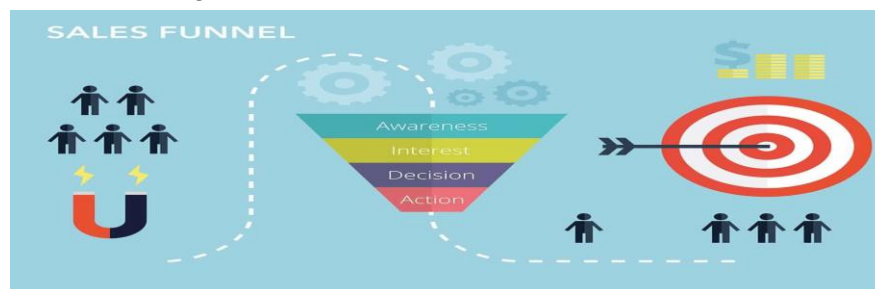 SALES FUNNEL
$
Awareness
Interest
Decision
Action